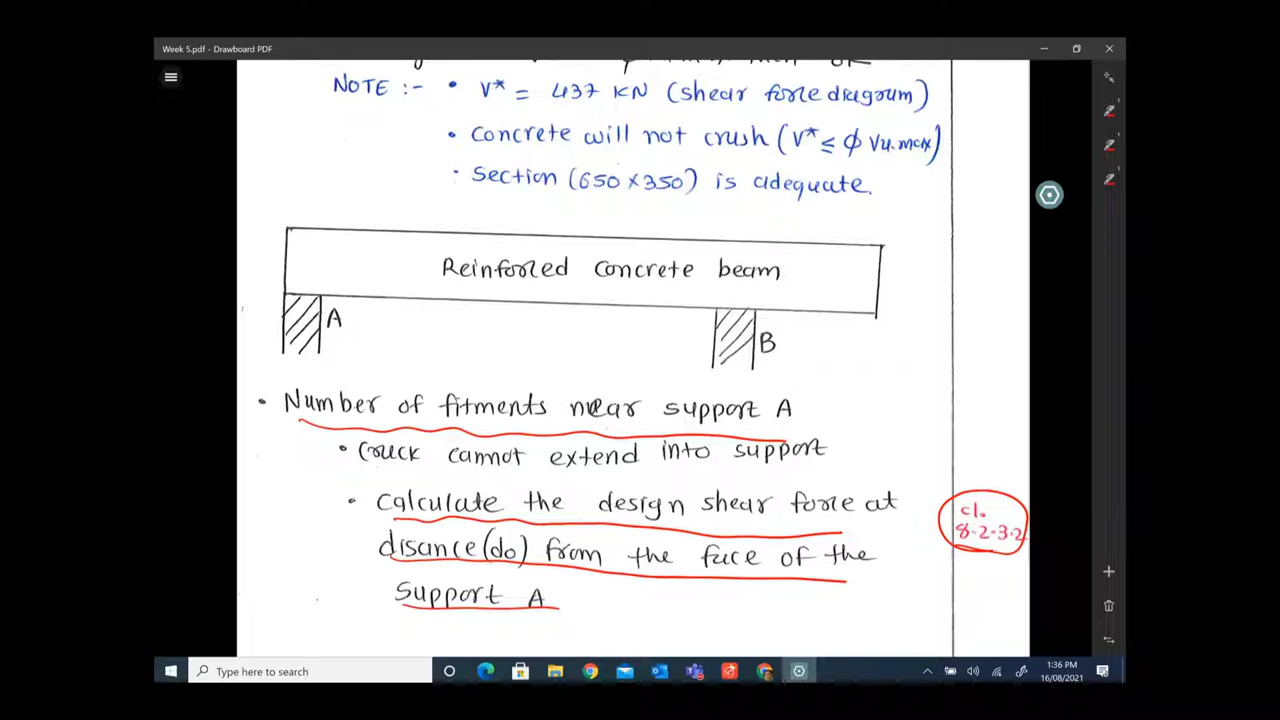 Week 5.pdf - Drawboard PDF
NOTE :- • V* = 437 KN (shear force diagram)
• Concrete will not crush (V* ≤ ϕ Vu.max)
• Section (650 x 350) is adequate.
Reinforced concrete beam
A
B
• Number of fitments near support A
• Crack cannot extend into support
• Calculate the design shear force at
disance (do) from the face of the
support A
cl.
8.2.3.2
Type here to search
1:36 PM
16/08/2021